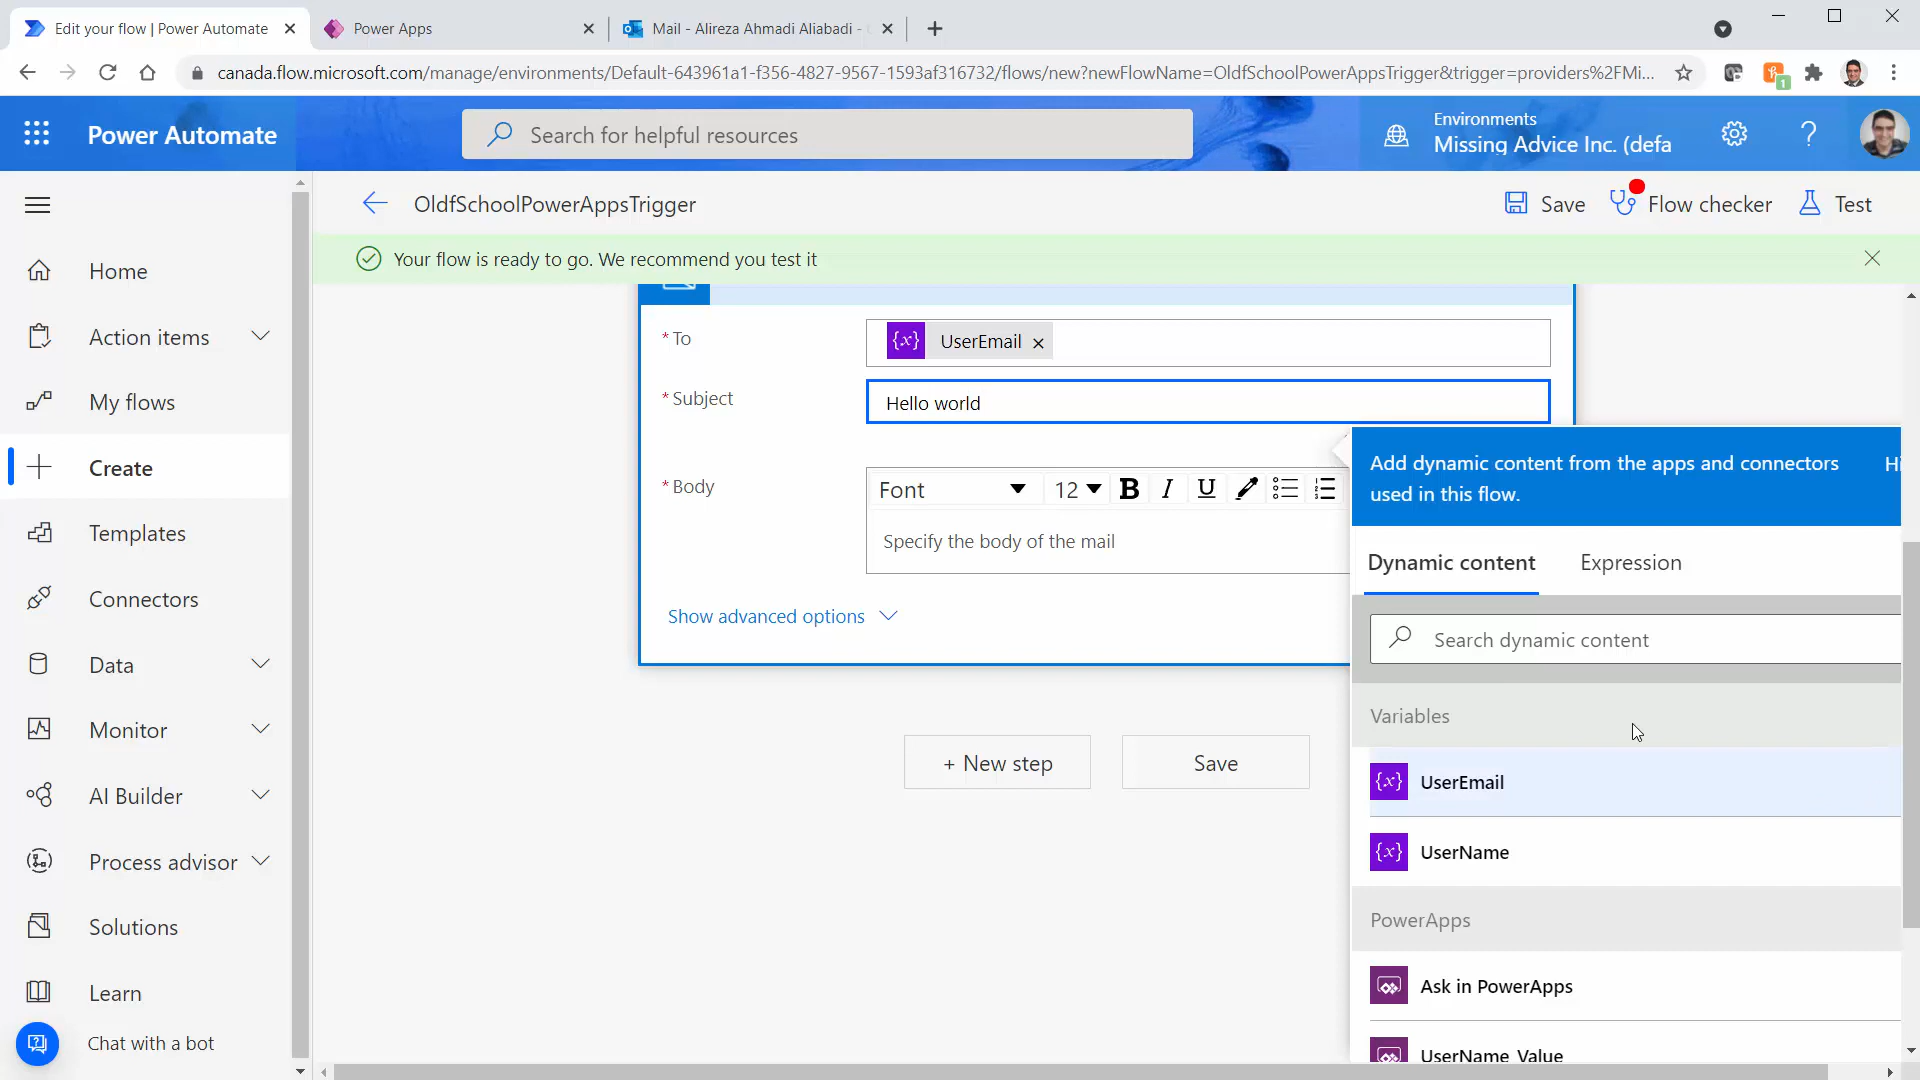 Edit your flow | Power Automate
Power Apps
Mail - Alireza Ahmadi Aliabadi -
canada.flow.microsoft.com/manage/environments/Default-643961a1-f356-4827-9567-1593af316732/flows/new?newFlowName=OldfSchoolPowerAppsTrigger&trigger=providers%2FMi...
1
Power Automate
Search for helpful resources
Environments
Missing Advice Inc. (defa
OldfSchoolPowerAppsTrigger
Save
Flow checker
Test
Your flow is ready to go. We recommend you test it
Home
Action items
My flows
Create
Templates
Connectors
Data
Monitor
AI Builder
Process advisor
Solutions
Learn
Chat with a bot
* To
{x} UserEmail ×
* Subject
Hello world
* Body
Font 12 B I U
Specify the body of the mail
Show advanced options
+ New step
Save
Add dynamic content from the apps and connectors used in this flow.
Hi
Dynamic content
Expression
Search dynamic content
Variables
{x} UserEmail
{x} UserName
PowerApps
Ask in PowerApps
UserName_Value